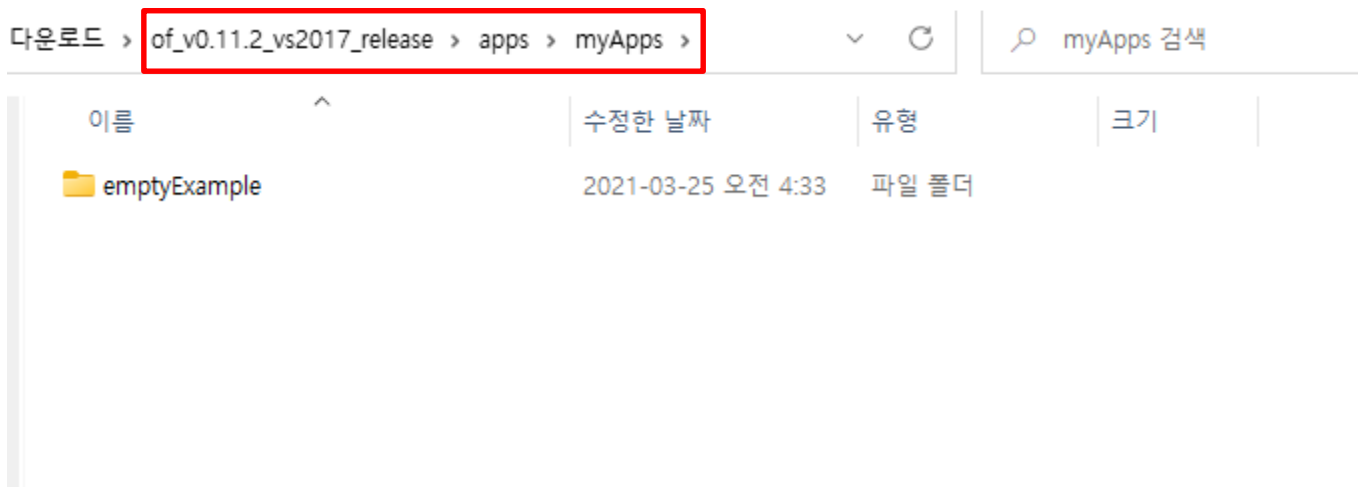 다운로드 > of_v0.11.2_vs2017_release > apps > myApps > myApps 검색
이름 수정한 날짜 유형 크기
emptyExample 2021-03-25 오전 4:33 파일 폴더